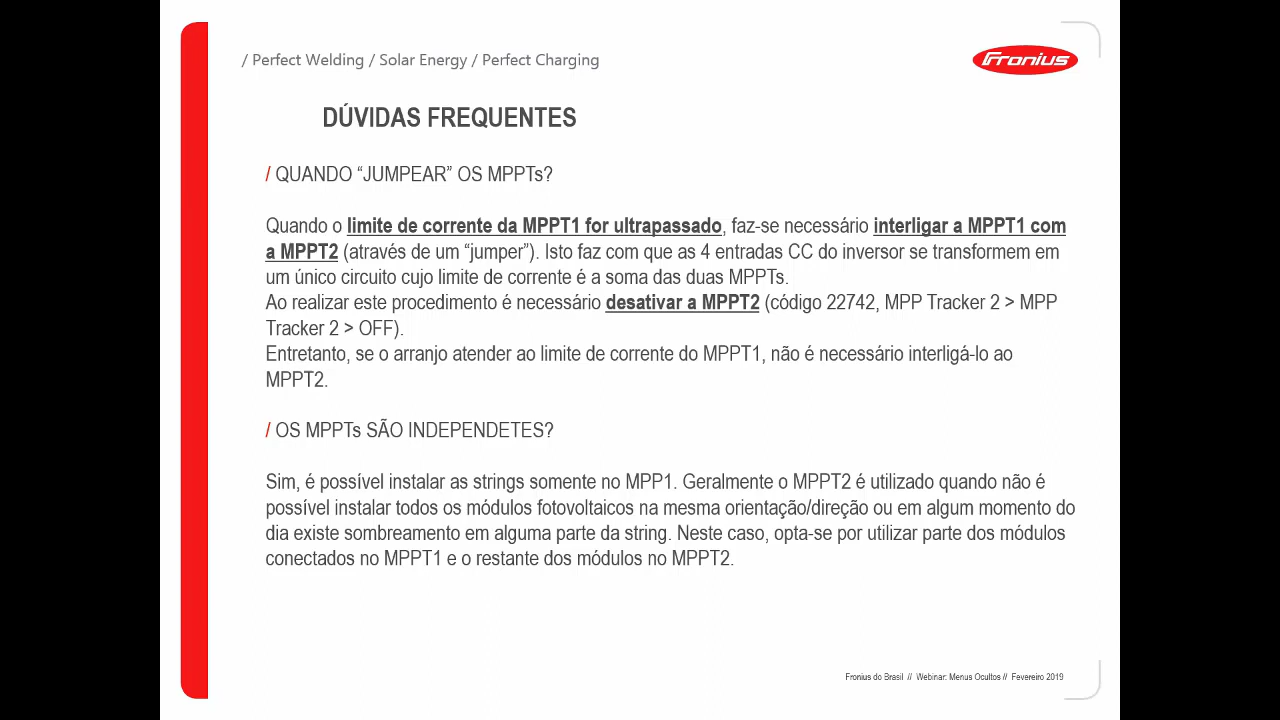 / Perfect Welding / Solar Energy / Perfect Charging
Fronius
DÚVIDAS FREQUENTES
/ QUANDO “JUMPEAR” OS MPPTs?
Quando o limite de corrente da MPPT1 for ultrapassado, faz-se necessário interligar a MPPT1 com
a MPPT2 (através de um “jumper”). Isto faz com que as 4 entradas CC do inversor se transformem em
um único circuito cujo limite de corrente é a soma das duas MPPTs.
Ao realizar este procedimento é necessário desativar a MPPT2 (código 22742, MPP Tracker 2 > MPP
Tracker 2 > OFF).
Entretanto, se o arranjo atender ao limite de corrente do MPPT1, não é necessário interligá-lo ao
MPPT2.
/ OS MPPTs SÃO INDEPENDETES?
Sim, é possível instalar as strings somente no MPP1. Geralmente o MPPT2 é utilizado quando não é
possível instalar todos os módulos fotovoltaicos na mesma orientação/direção ou em algum momento do
dia existe sombreamento em alguma parte da string. Neste caso, opta-se por utilizar parte dos módulos
conectados no MPPT1 e o restante dos módulos no MPPT2.
Fronius do Brasil // Webinar: Menus Ocultos // Fevereiro 2019